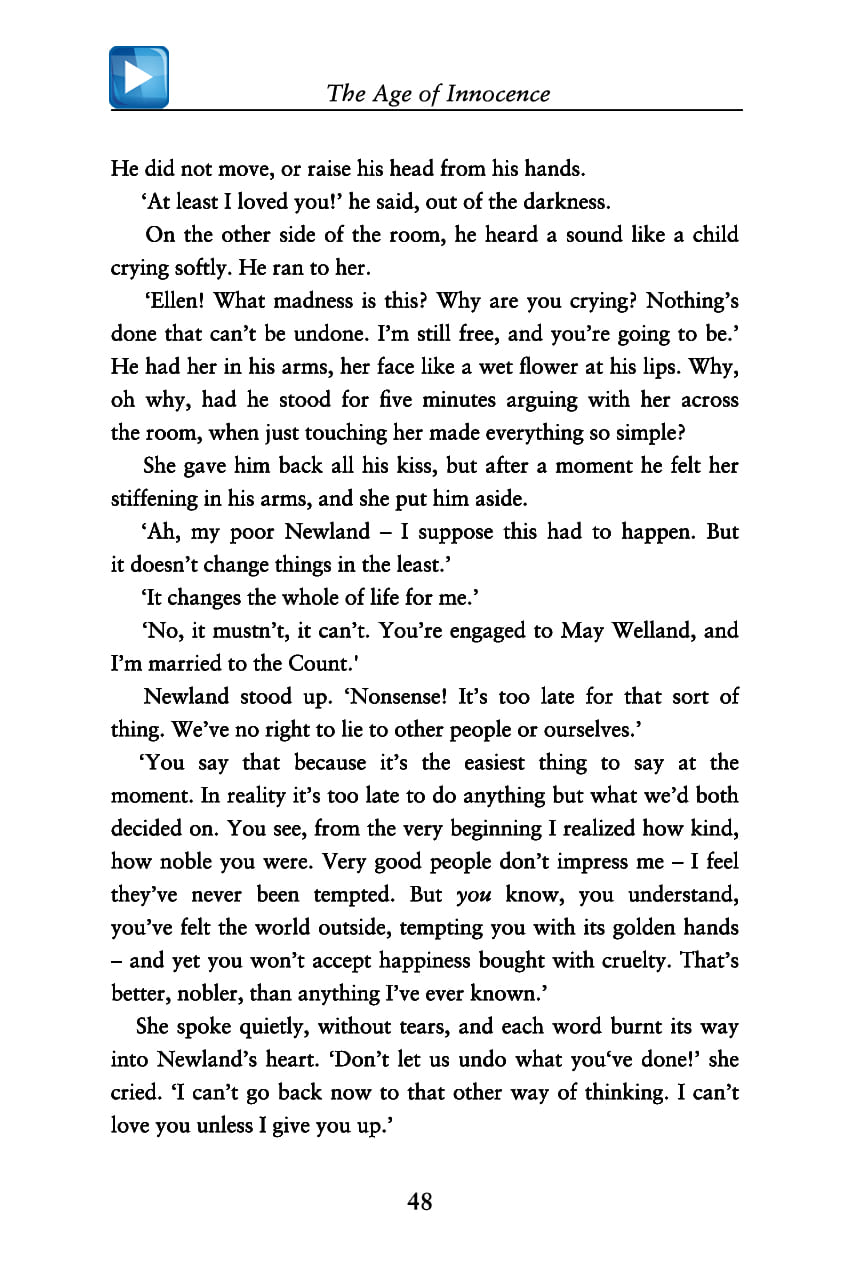 The Age of Innocence
He did not move, or raise his head from his hands.
‘At least I loved you!’ he said, out of the darkness.
On the other side of the room, he heard a sound like a child
crying softly. He ran to her.
‘Ellen! What madness is this? Why are you crying? Nothing’s
done that can’t be undone. I’m still free, and you’re going to be.’
He had her in his arms, her face like a wet flower at his lips. Why,
oh why, had he stood for five minutes arguing with her across
the room, when just touching her made everything so simple?
She gave him back all his kiss, but after a moment he felt her
stiffening in his arms, and she put him aside.
‘Ah, my poor Newland – I suppose this had to happen. But
it doesn’t change things in the least.’
‘It changes the whole of life for me.’
‘No, it mustn’t, it can’t. You’re engaged to May Welland, and
I’m married to the Count.'
Newland stood up. ‘Nonsense! It’s too late for that sort of
thing. We’ve no right to lie to other people or ourselves.’
‘You say that because it’s the easiest thing to say at the
moment. In reality it’s too late to do anything but what we’d both
decided on. You see, from the very beginning I realized how kind,
how noble you were. Very good people don’t impress me – I feel
they’ve never been tempted. But you know, you understand,
you’ve felt the world outside, tempting you with its golden hands
– and yet you won’t accept happiness bought with cruelty. That’s
better, nobler, than anything I’ve ever known.’
She spoke quietly, without tears, and each word burnt its way
into Newland’s heart. ‘Don’t let us undo what you‘ve done!’ she
cried. ‘I can’t go back now to that other way of thinking. I can’t
love you unless I give you up.’
48